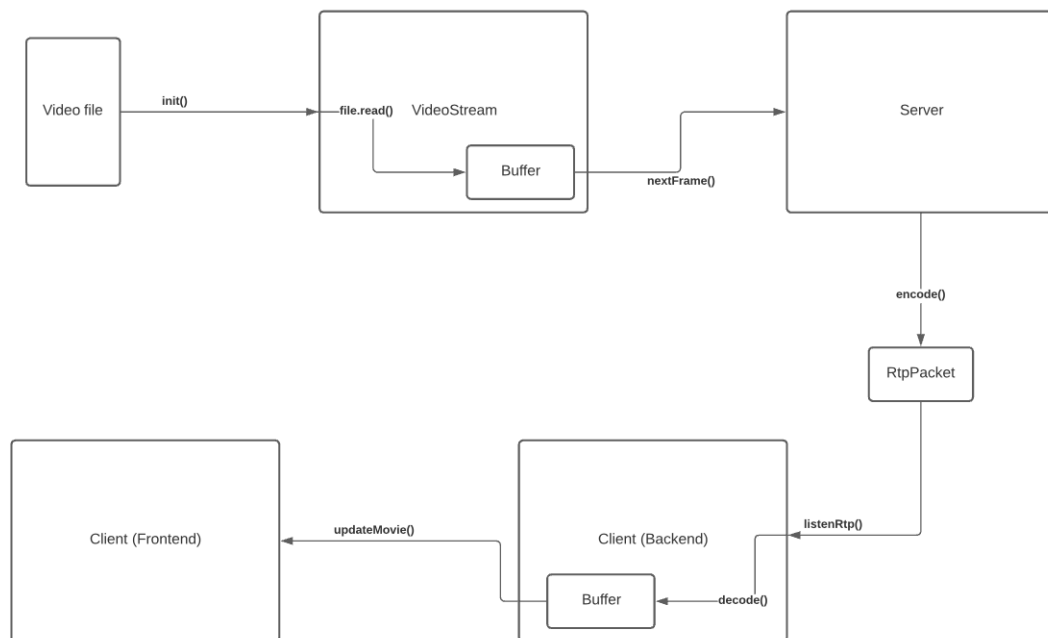 Video file
init()
file.read()
VideoStream
Buffer
nextFrame()
Server
encode()
RtpPacket
listenRtp()
Client (Backend)
decode()
Buffer
updateMovie()
Client (Frontend)